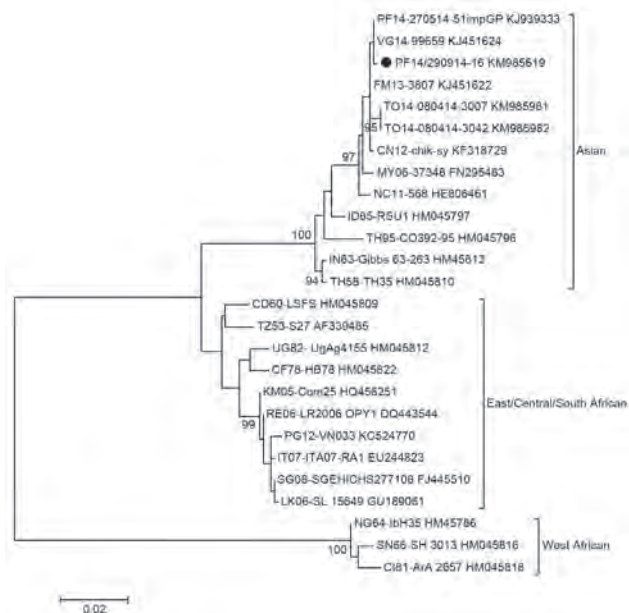 PF14-270514-51impGP KJ939333
VG14-99659 KJ451624
PF14/290914-16 KM985619
FM13-3807 KJ451622
TO14-080414-3007 KM985981
95
TO14-080414-3042 KM985982
CN12-chik-sy KF318729
97
MY06-37348 FN295483
NC11-568 HE806461
ID85-RSU1 HM045797
100
TH95-CO392-95 HM045796
IN63-Gibbs 63-263 HM45812
94
TH58-TH35 HM045810
Asian
CD60-LSFS HM045809
TZ53-S27 AF339485
UG82- UgAg4155 HM045812
CF78-HB78 HM045822
KM05-Com25 HQ456251
RE06-LR2006 OPY1 DQ443544
99
PG12-VN033 KC524770
IT07-ITA07-RA1 EU244823
SG08-SGEHICHS277108 FJ445510
LK06-SL 15649 GU189061
East/Central/South African
NG64-IbH35 HM45786
100
SN66-SH 3013 HM045816
CI81-ArA 2657 HM045818
West African
0.02